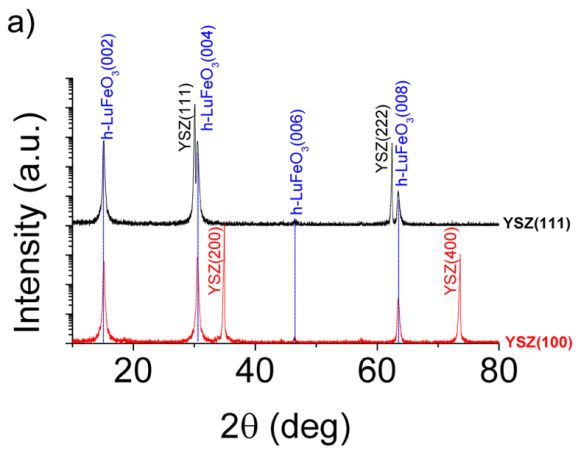 a)
Intensity (a.u.)
h-LuFeO₃(002)
YSZ(111)
h-LuFeO₃(004)
h-LuFeO₃(006)
YSZ(222)
h-LuFeO₃(008)
YSZ(111)
YSZ(200)
YSZ(400)
YSZ(100)
20 40 60 80
2θ (deg)